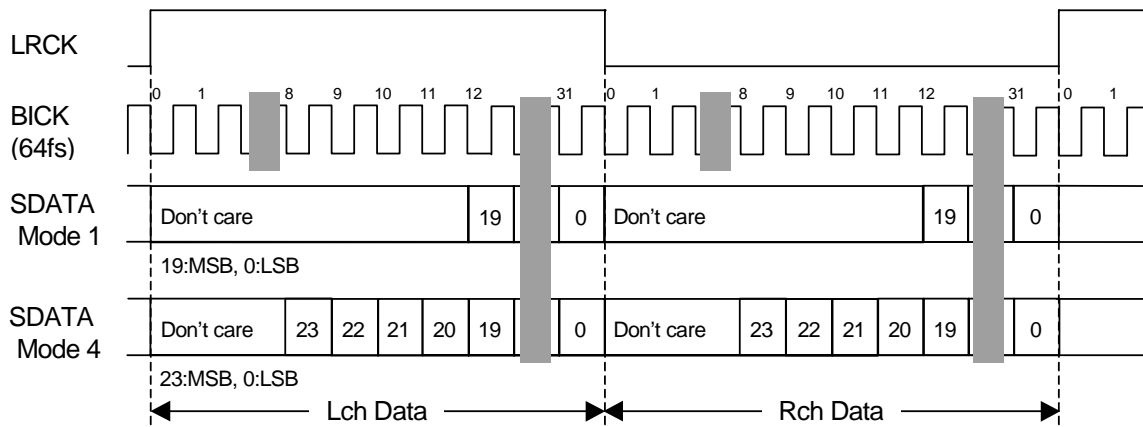 LRCK
0 1 8 9 10 11 12 31 0 1 8 9 10 11 12 31 0 1
BICK
(64fs)
SDATA
Mode 1
Don't care 19 0 Don't care 19 0
19:MSB, 0:LSB
SDATA
Mode 4
Don't care 23 22 21 20 19 0 Don't care 23 22 21 20 19 0
23:MSB, 0:LSB
Lch Data Rch Data